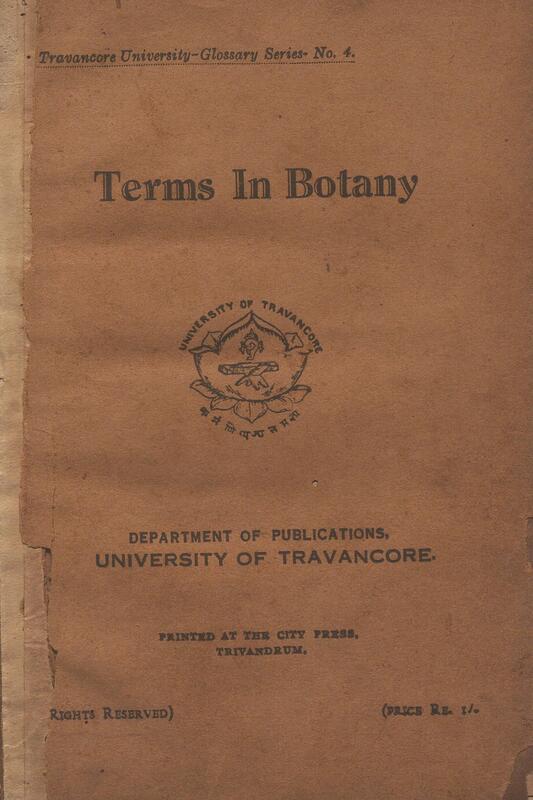 Travancore University-Glossary Series- No. 4.
Terms In Botany
UNIVERSITY OF TRAVANCORE
DEPARTMENT OF PUBLICATIONS,
UNIVERSITY OF TRAVANCORE.
PRINTED AT THE CITY PRESS,
TRIVANDRUM.
RIGHTS RESERVED)
(PRICE RE. 1/-